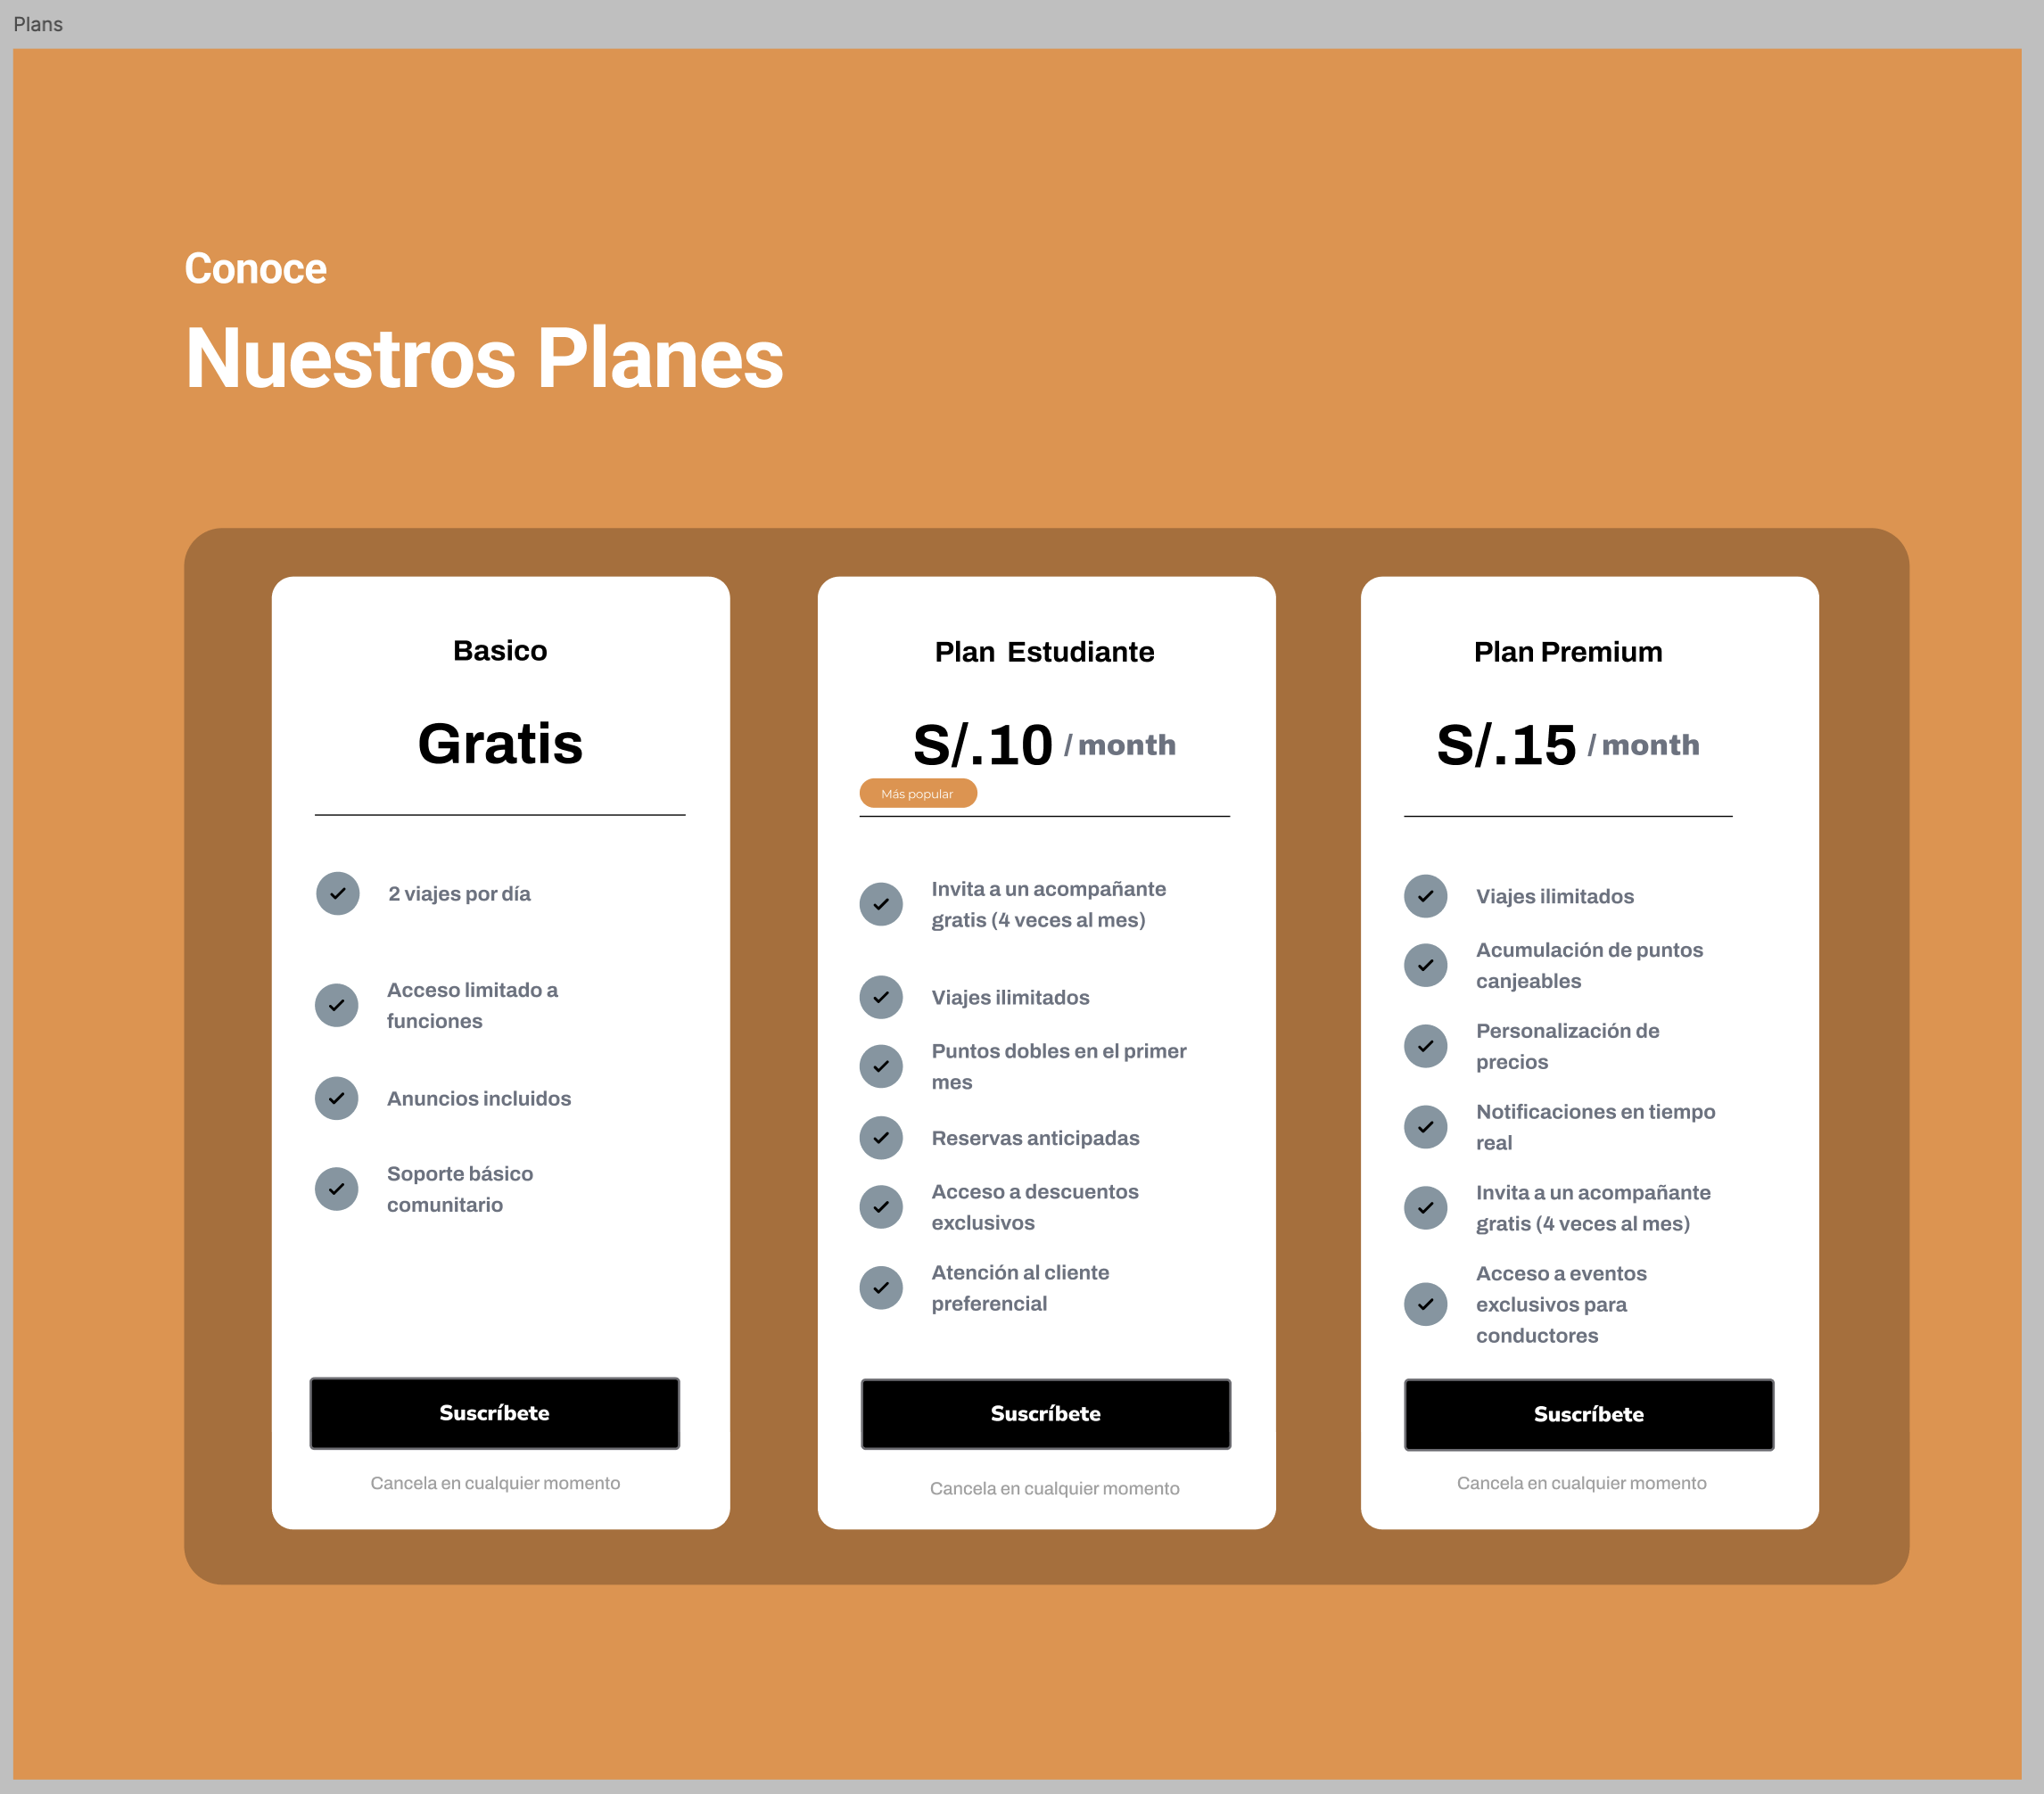 Plans
Conoce
Nuestros Planes
Basico
Gratis
2 viajes por día
Acceso limitado a
funciones
Anuncios incluidos
Soporte básico
comunitario
Suscríbete
Cancela en cualquier momento
Plan Estudiante
S/.10 / month
Más popular
Invita a un acompañante
gratis (4 veces al mes)
Viajes ilimitados
Puntos dobles en el primer
mes
Reservas anticipadas
Acceso a descuentos
exclusivos
Atención al cliente
preferencial
Suscríbete
Cancela en cualquier momento
Plan Premium
S/.15 / month
Viajes ilimitados
Acumulación de puntos
canjeables
Personalización de
precios
Notificaciones en tiempo
real
Invita a un acompañante
gratis (4 veces al mes)
Acceso a eventos
exclusivos para
conductores
Suscríbete
Cancela en cualquier momento